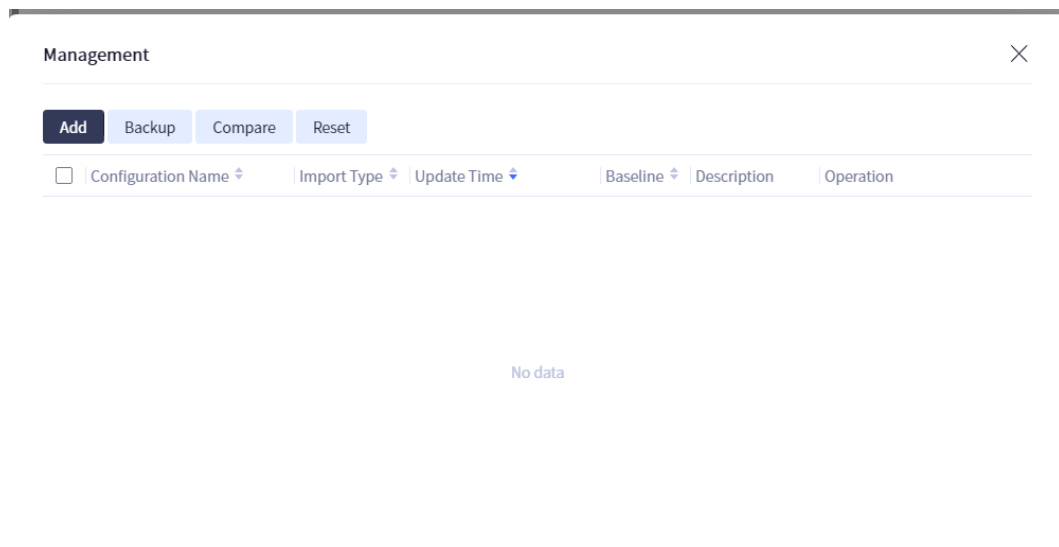 Management
Add Backup Compare Reset
Configuration Name Import Type Update Time Baseline Description Operation
No data